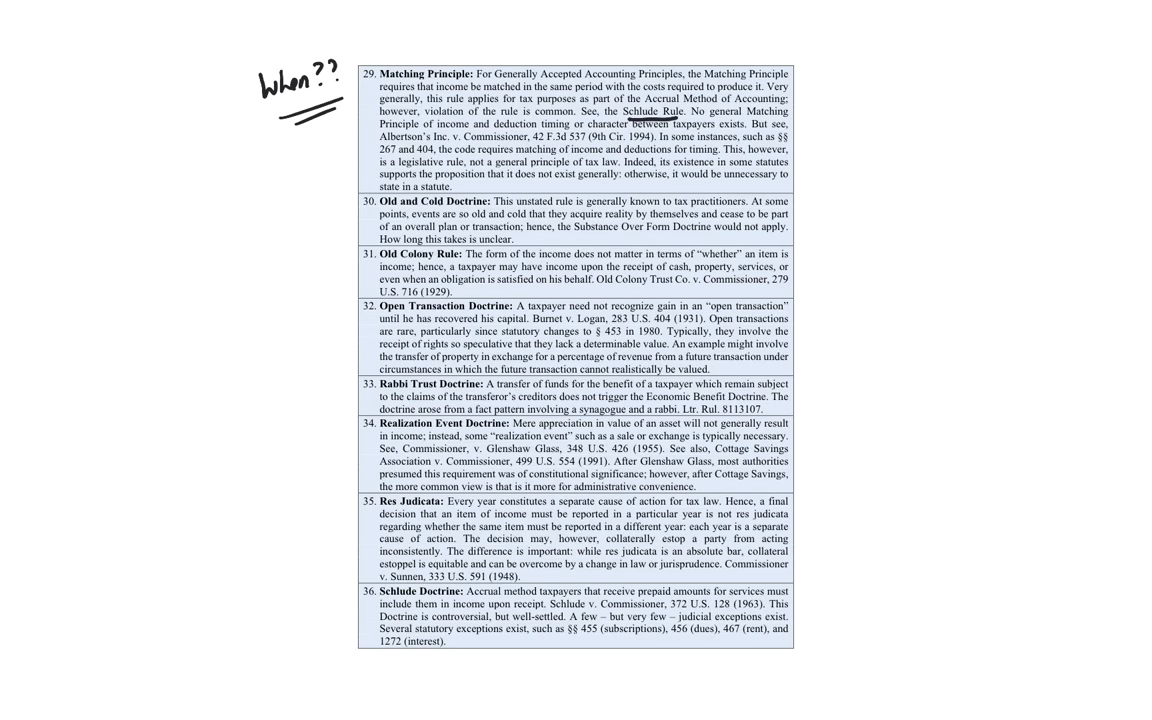 When??
29. Matching Principle: For Generally Accepted Accounting Principles, the Matching Principle
requires that income be matched in the same period with the costs required to produce it. Very
generally, this rule applies for tax purposes as part of the Accrual Method of Accounting;
however, violation of the rule is common. See, the Schlude Rule. No general Matching
Principle of income and deduction timing or character between taxpayers exists. But see,
Albertson's Inc. v. Commissioner, 42 F.3d 537 (9th Cir. 1994). In some instances, such as §§
267 and 404, the code requires matching of income and deductions for timing. This, however,
is a legislative rule, not a general principle of tax law. Indeed, its existence in some statutes
supports the proposition that it does not exist generally: otherwise, it would be unnecessary to
state in a statute.
30. Old and Cold Doctrine: This unstated rule is generally known to tax practitioners. At some
points, events are so old and cold that they acquire reality by themselves and cease to be part
of an overall plan or transaction; hence, the Substance Over Form Doctrine would not apply.
How long this takes is unclear.
31. Old Colony Rule: The form of the income does not matter in terms of "whether" an item is
income; hence, a taxpayer may have income upon the receipt of cash, property, services, or
even when an obligation is satisfied on his behalf. Old Colony Trust Co. v. Commissioner, 279
U.S. 716 (1929).
32. Open Transaction Doctrine: A taxpayer need not recognize gain in an "open transaction"
until he has recovered his capital. Burnet v. Logan, 283 U.S. 404 (1931). Open transactions
are rare, particularly since statutory changes to § 453 in 1980. Typically, they involve the
receipt of rights so speculative that they lack a determinable value. An example might involve
the transfer of property in exchange for a percentage of revenue from a future transaction under
circumstances in which the future transaction cannot realistically be valued.
33. Rabbi Trust Doctrine: A transfer of funds for the benefit of a taxpayer which remain subject
to the claims of the transferor's creditors does not trigger the Economic Benefit Doctrine. The
doctrine arose from a fact pattern involving a synagogue and a rabbi. Ltr. Rul. 8113107.
34. Realization Event Doctrine: Mere appreciation in value of an asset will not generally result
in income; instead, some "realization event" such as a sale or exchange is typically necessary.
See, Commissioner, v. Glenshaw Glass, 348 U.S. 426 (1955). See also, Cottage Savings
Association v. Commissioner, 499 U.S. 554 (1991). After Glenshaw Glass, most authorities
presumed this requirement was of constitutional significance; however, after Cottage Savings,
the more common view is that is it more for administrative convenience.
35. Res Judicata: Every year constitutes a separate cause of action for tax law. Hence, a final
decision that an item of income must be reported in a particular year is not res judicata
regarding whether the same item must be reported in a different year: each year is a separate
cause of action. The decision may, however, collaterally estop a party from acting
inconsistently. The difference is important: while res judicata is an absolute bar, collateral
estoppel is equitable and can be overcome by a change in law or jurisprudence. Commissioner
v. Sunnen, 333 U.S. 591 (1948).
36. Schlude Doctrine: Accrual method taxpayers that receive prepaid amounts for services must
include them in income upon receipt. Schlude v. Commissioner, 372 U.S. 128 (1963). This
Doctrine is controversial, but well-settled. A few – but very few – judicial exceptions exist.
Several statutory exceptions exist, such as §§ 455 (subscriptions), 456 (dues), 467 (rent), and
1272 (interest).